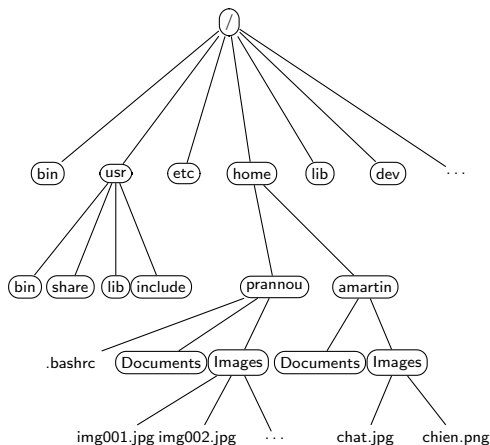 /
bin usr etc home lib dev ...
bin share lib include prannou amartin
.bashrc Documents Images Documents Images
img001.jpg img002.jpg ... chat.jpg chien.png